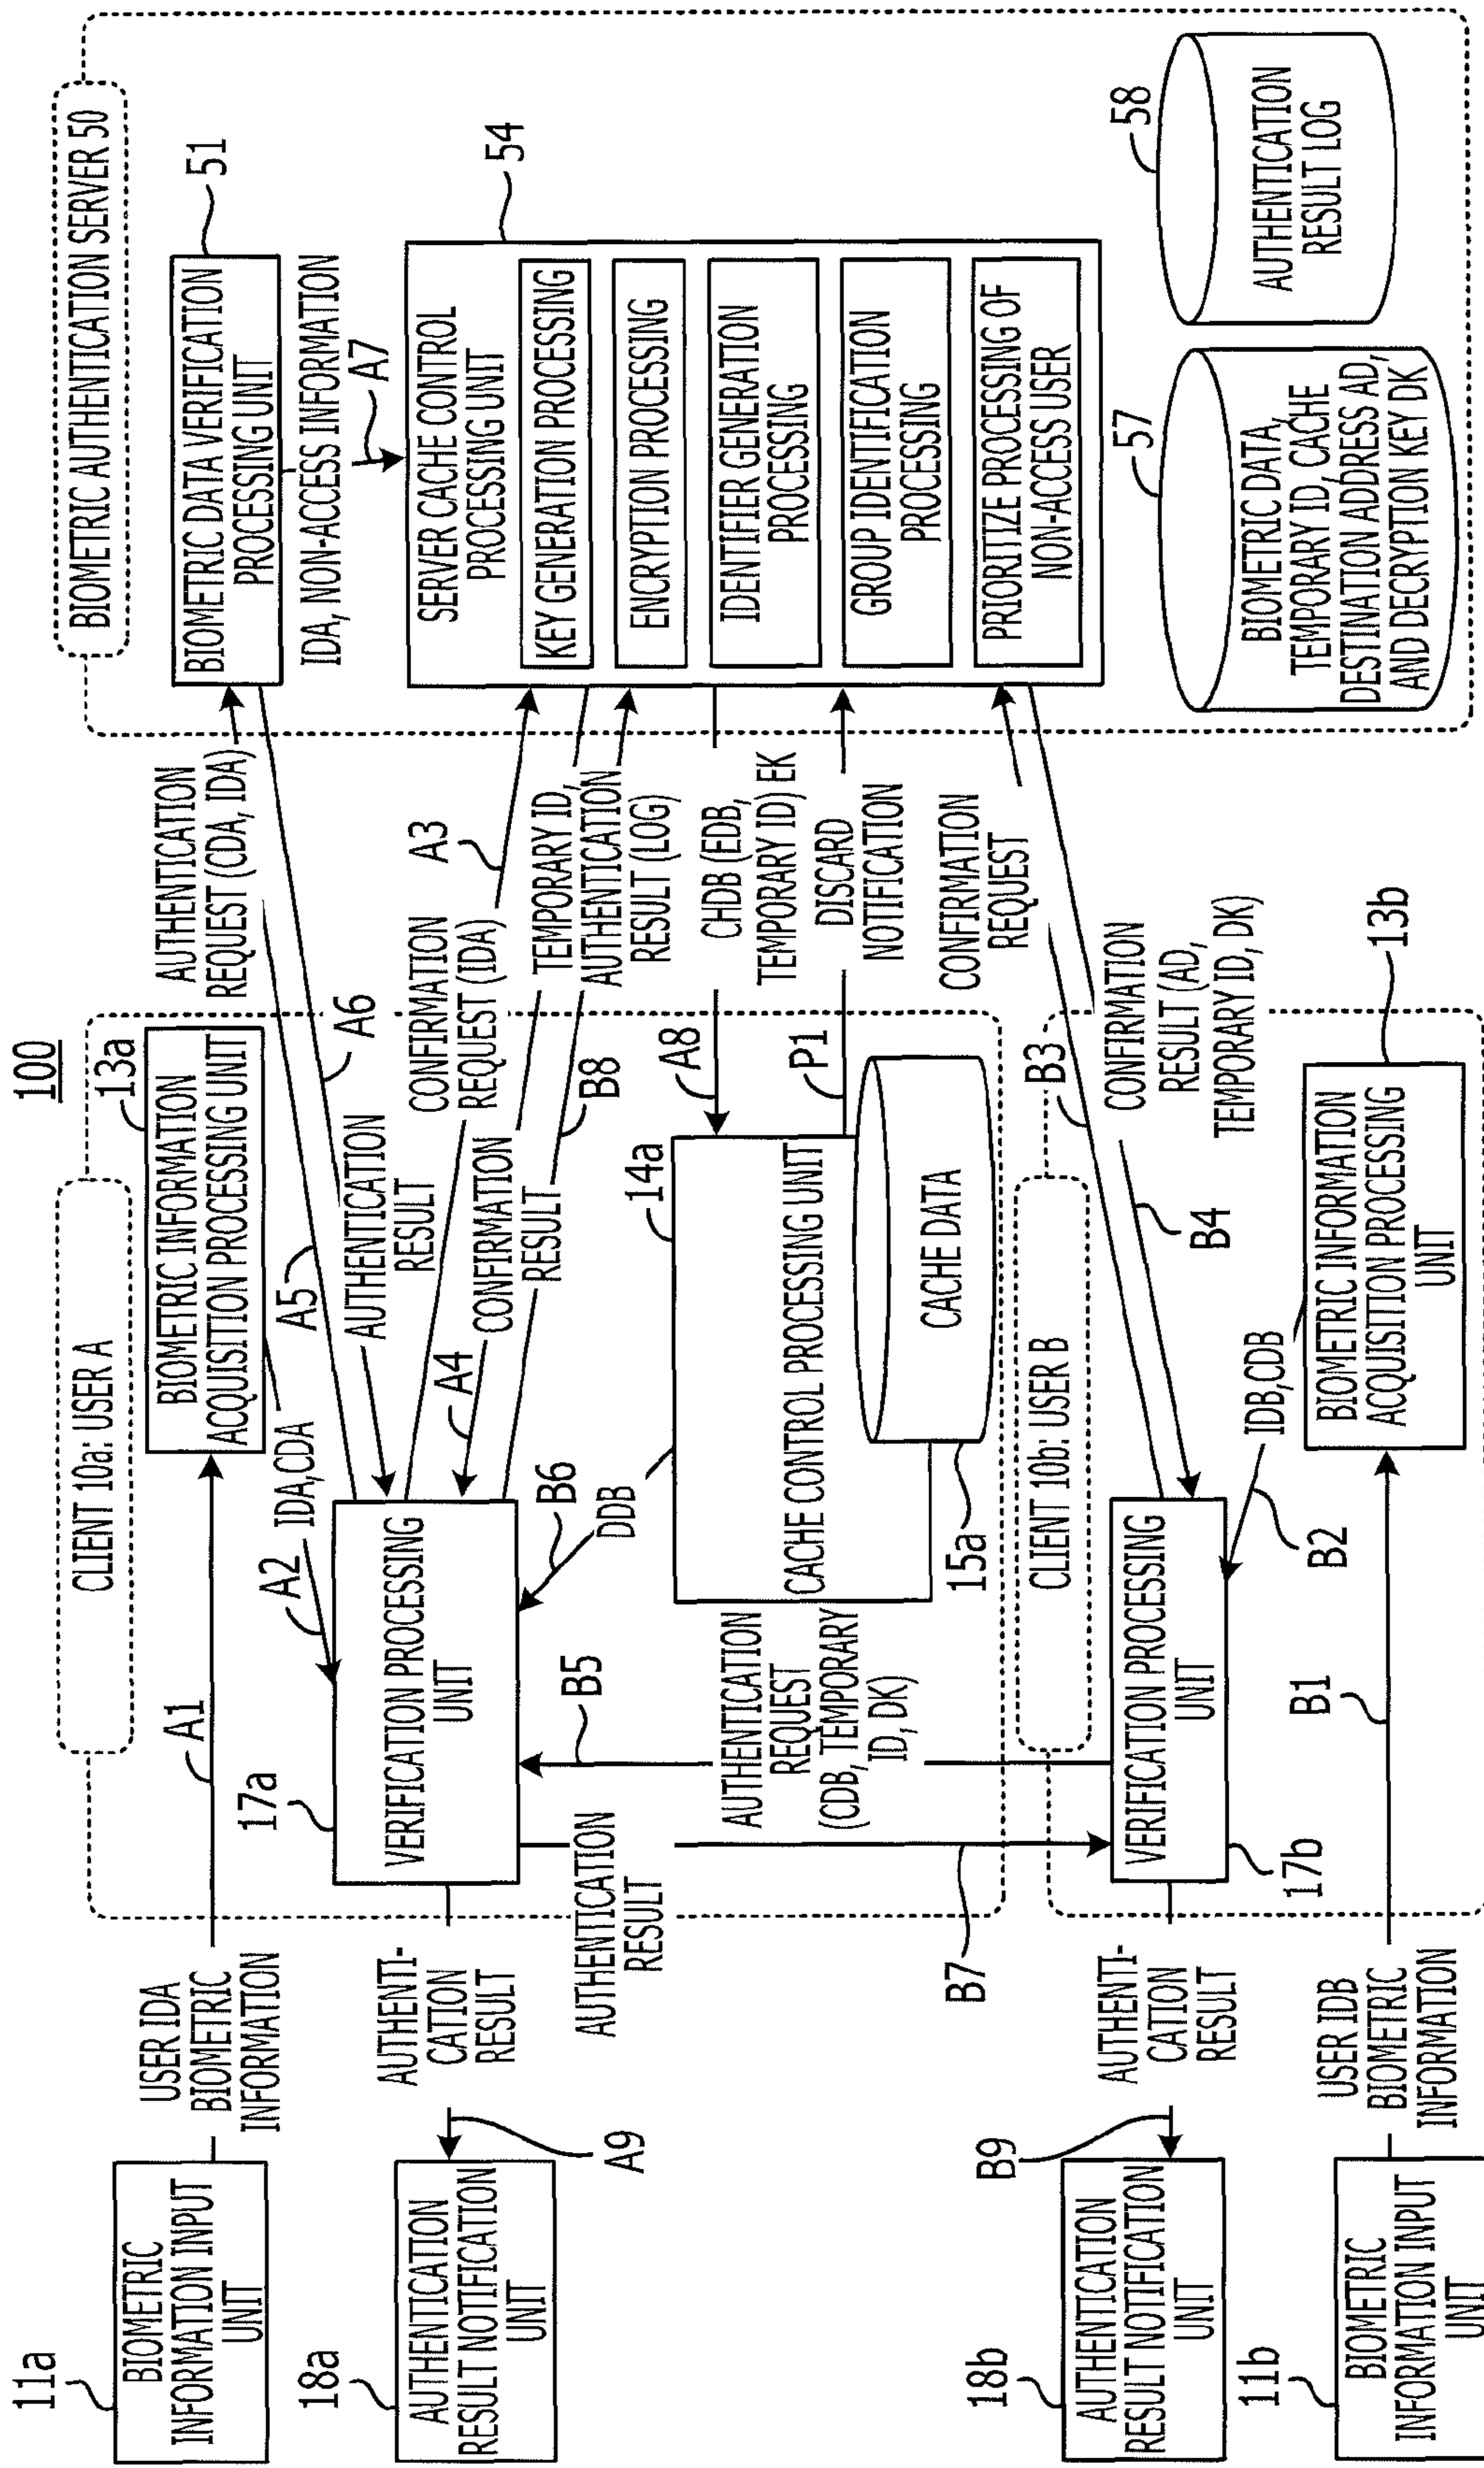 100
CLIENT 10a: USER A
BIOMETRIC AUTHENTICATION SERVER 50
11a
BIOMETRIC
INFORMATION INPUT
UNIT
USER IDA
BIOMETRIC
INFORMATION
A1
13a
BIOMETRIC INFORMATION
ACQUISITION PROCESSING UNIT
A2
IDA,CDA
A5
A6
AUTHENTICATION
REQUEST (CDA, IDA)
AUTHENTICATION
RESULT
51
BIOMETRIC DATA VERIFICATION
PROCESSING UNIT
IDA, NON-ACCESS INFORMATION
A7
17a
VERIFICATION PROCESSING
UNIT
A3
CONFIRMATION
REQUEST (IDA)
A4
CONFIRMATION
RESULT
TEMPORARY ID,
AUTHENTICATION
RESULT (LOG)
B8
18a
AUTHENTICATION
RESULT NOTIFICATION
UNIT
AUTHENTI-
CATION
RESULT
A9
54
SERVER CACHE CONTROL
PROCESSING UNIT
KEY GENERATION PROCESSING
ENCRYPTION PROCESSING
IDENTIFIER GENERATION
PROCESSING
GROUP IDENTIFICATION
PROCESSING
PRIORITIZE PROCESSING OF
NON-ACCESS USER
B6
DDB
14a
CACHE CONTROL PROCESSING UNIT
15a
CACHE DATA
A8
CHDB (EDB,
TEMPORARY ID) EK
P1
DISCARD
NOTIFICATION
AUTHENTICATION
RESULT
B7
B5
AUTHENTICATION
REQUEST
(CDB, TEMPORARY
ID, DK)
CLIENT 10b: USER B
B3
CONFIRMATION
REQUEST
B4
CONFIRMATION
RESULT (AD,
TEMPORARY ID, DK)
57
BIOMETRIC DATA,
TEMPORARY ID, CACHE
DESTINATION ADDRESS AD,
AND DECRYPTION KEY DK
58
AUTHENTICATION
RESULT LOG
17b
VERIFICATION PROCESSING
UNIT
18b
AUTHENTICATION
RESULT NOTIFICATION
UNIT
B9
AUTHENTI-
CATION
RESULT
B2
IDB,CDB
13b
BIOMETRIC INFORMATION
ACQUISITION PROCESSING
UNIT
11b
BIOMETRIC
INFORMATION INPUT
UNIT
USER IDB
BIOMETRIC
INFORMATION
B1